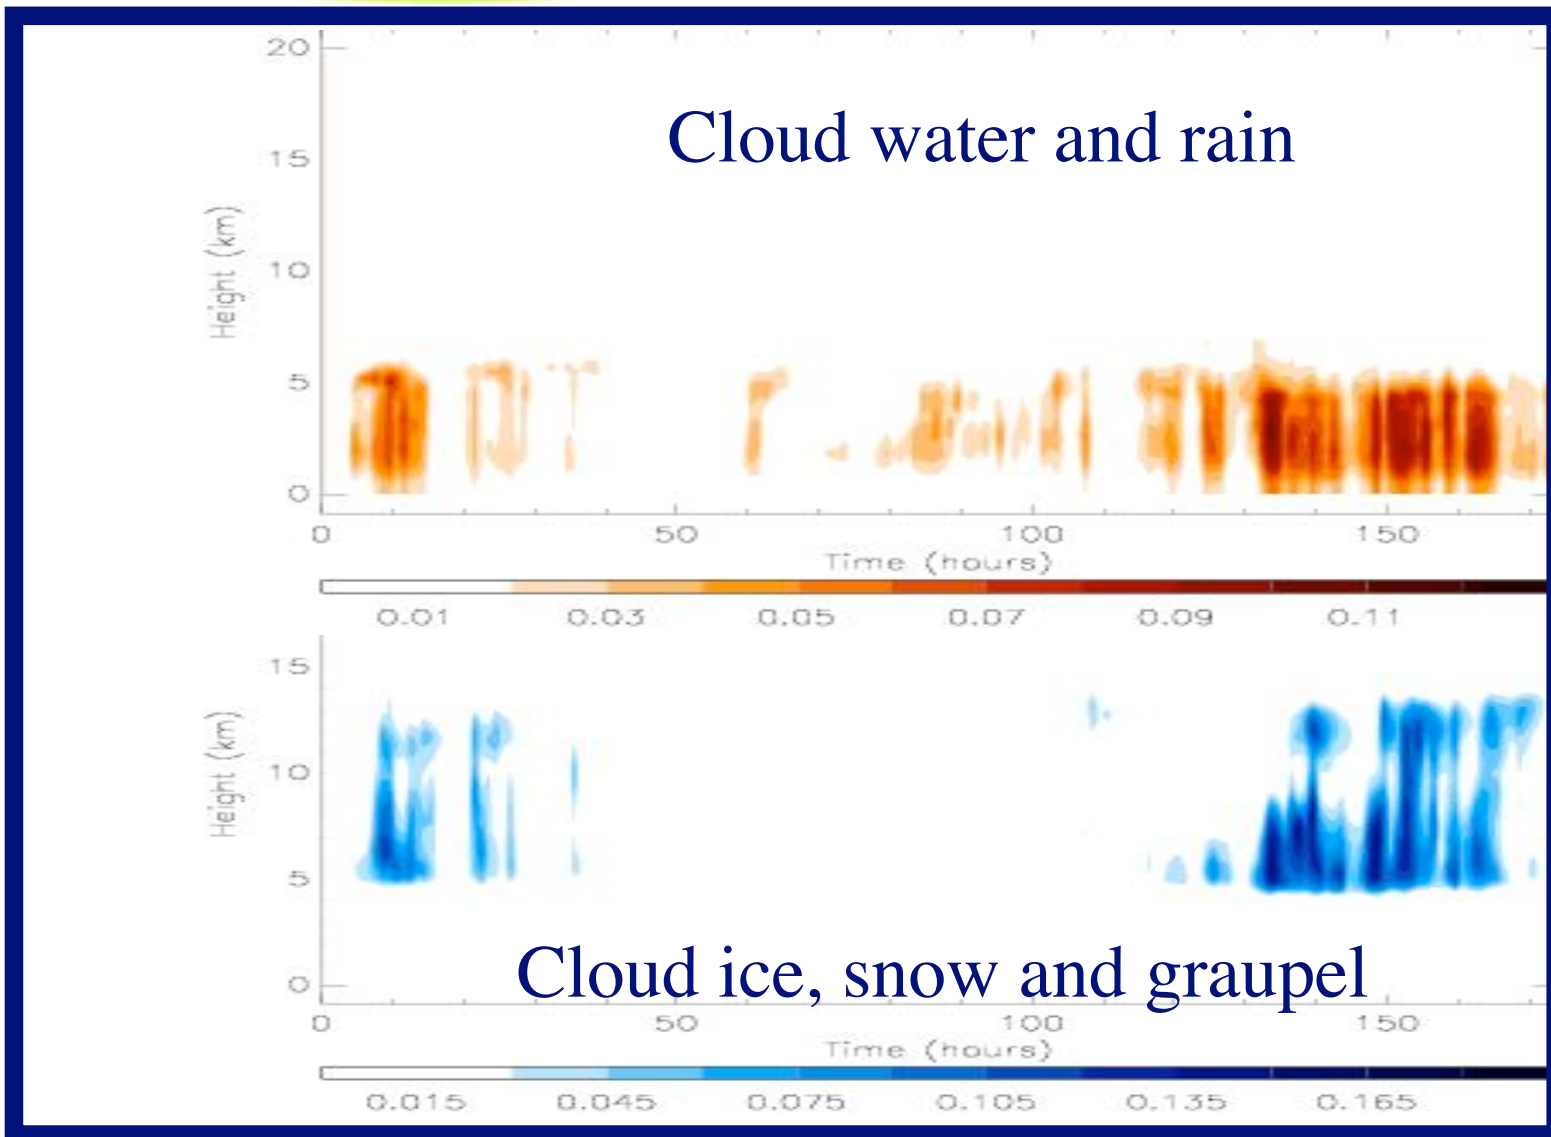 20
Cloud water and rain
15
Height (km)
10
5
0
0 50 100 150
Time (hours)
0.01 0.03 0.05 0.07 0.09 0.11
15
Height (km)
10
5
Cloud ice, snow and graupel
0
0 50 100 150
Time (hours)
0.015 0.045 0.075 0.105 0.135 0.165